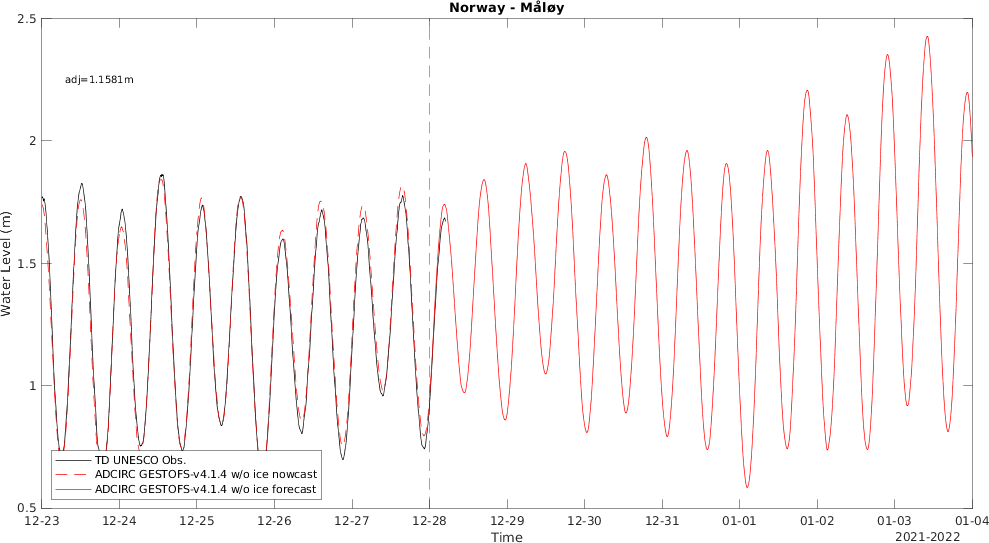 Norway - Måløy
2.5
adj=1.1581m
2
1.5
1
0.5
Water Level (m)
TD UNESCO Obs.
ADCIRC GESTOFS-v4.1.4 w/o ice nowcast
ADCIRC GESTOFS-v4.1.4 w/o ice forecast
12-23 12-24 12-25 12-26 12-27 12-28 12-29 12-30 12-31 01-01 01-02 01-03 01-04
Time
2021-2022